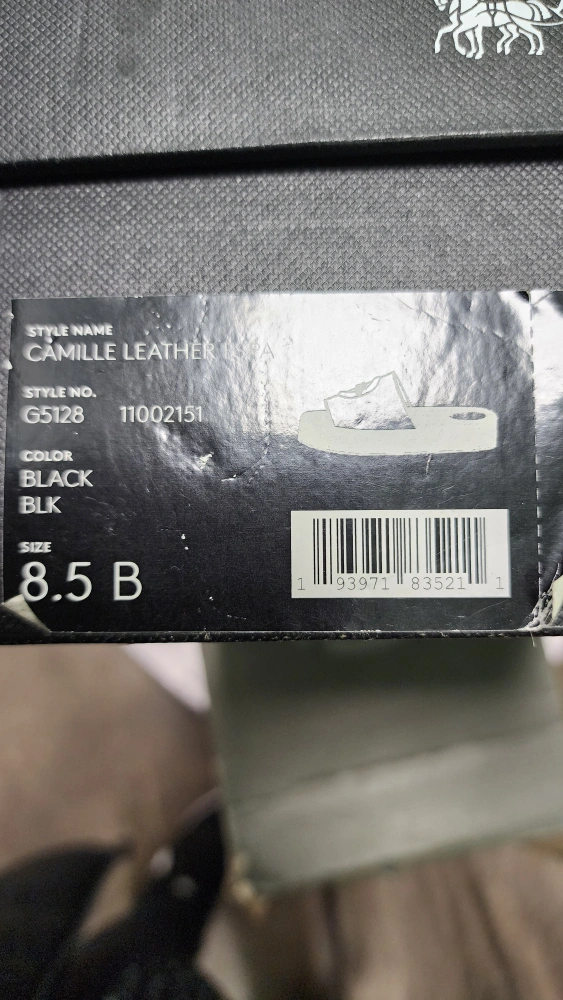 STYLE NAME
CAMILLE LEATHER
STYLE NO.
G5128 11002151
COLOR
BLACK
BLK
SIZE
8.5 B
1 93971 83521 1